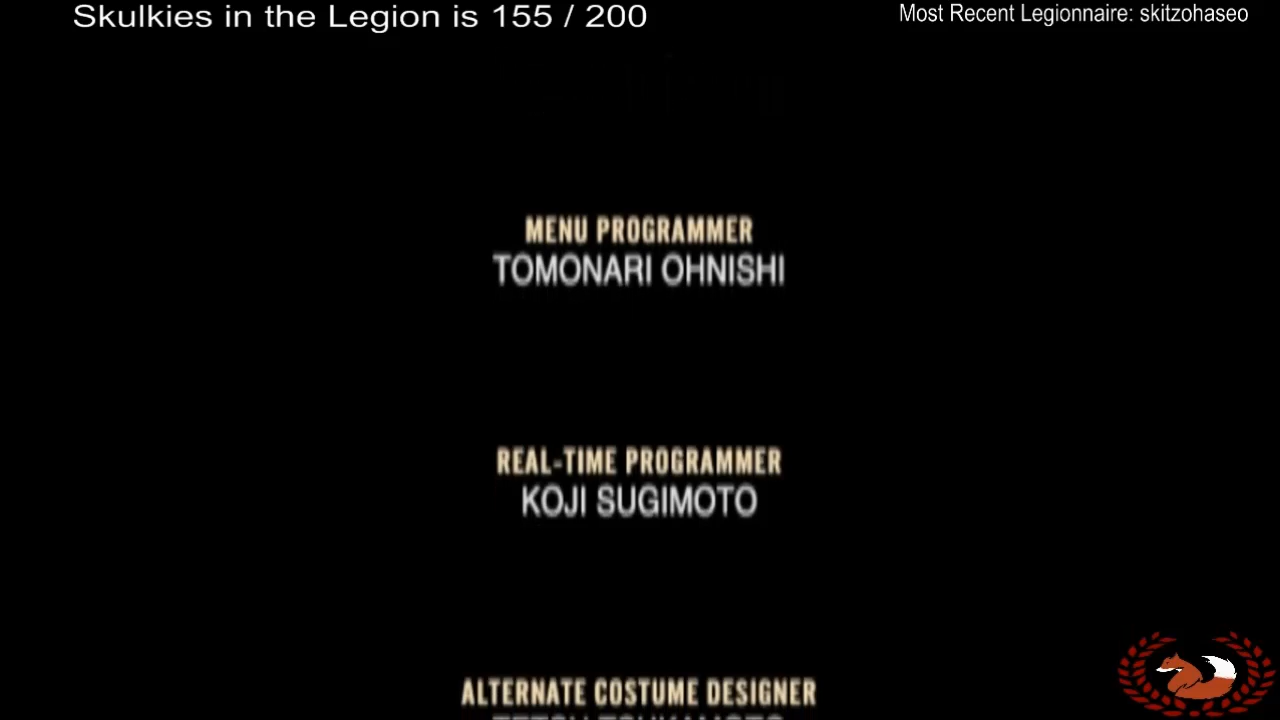 Skulkies in the Legion is 155 / 200
Most Recent Legionnaire: skitzohaseo
MENU PROGRAMMER
TOMONARI OHNISHI
REAL-TIME PROGRAMMER
KOJI SUGIMOTO
ALTERNATE COSTUME DESIGNER